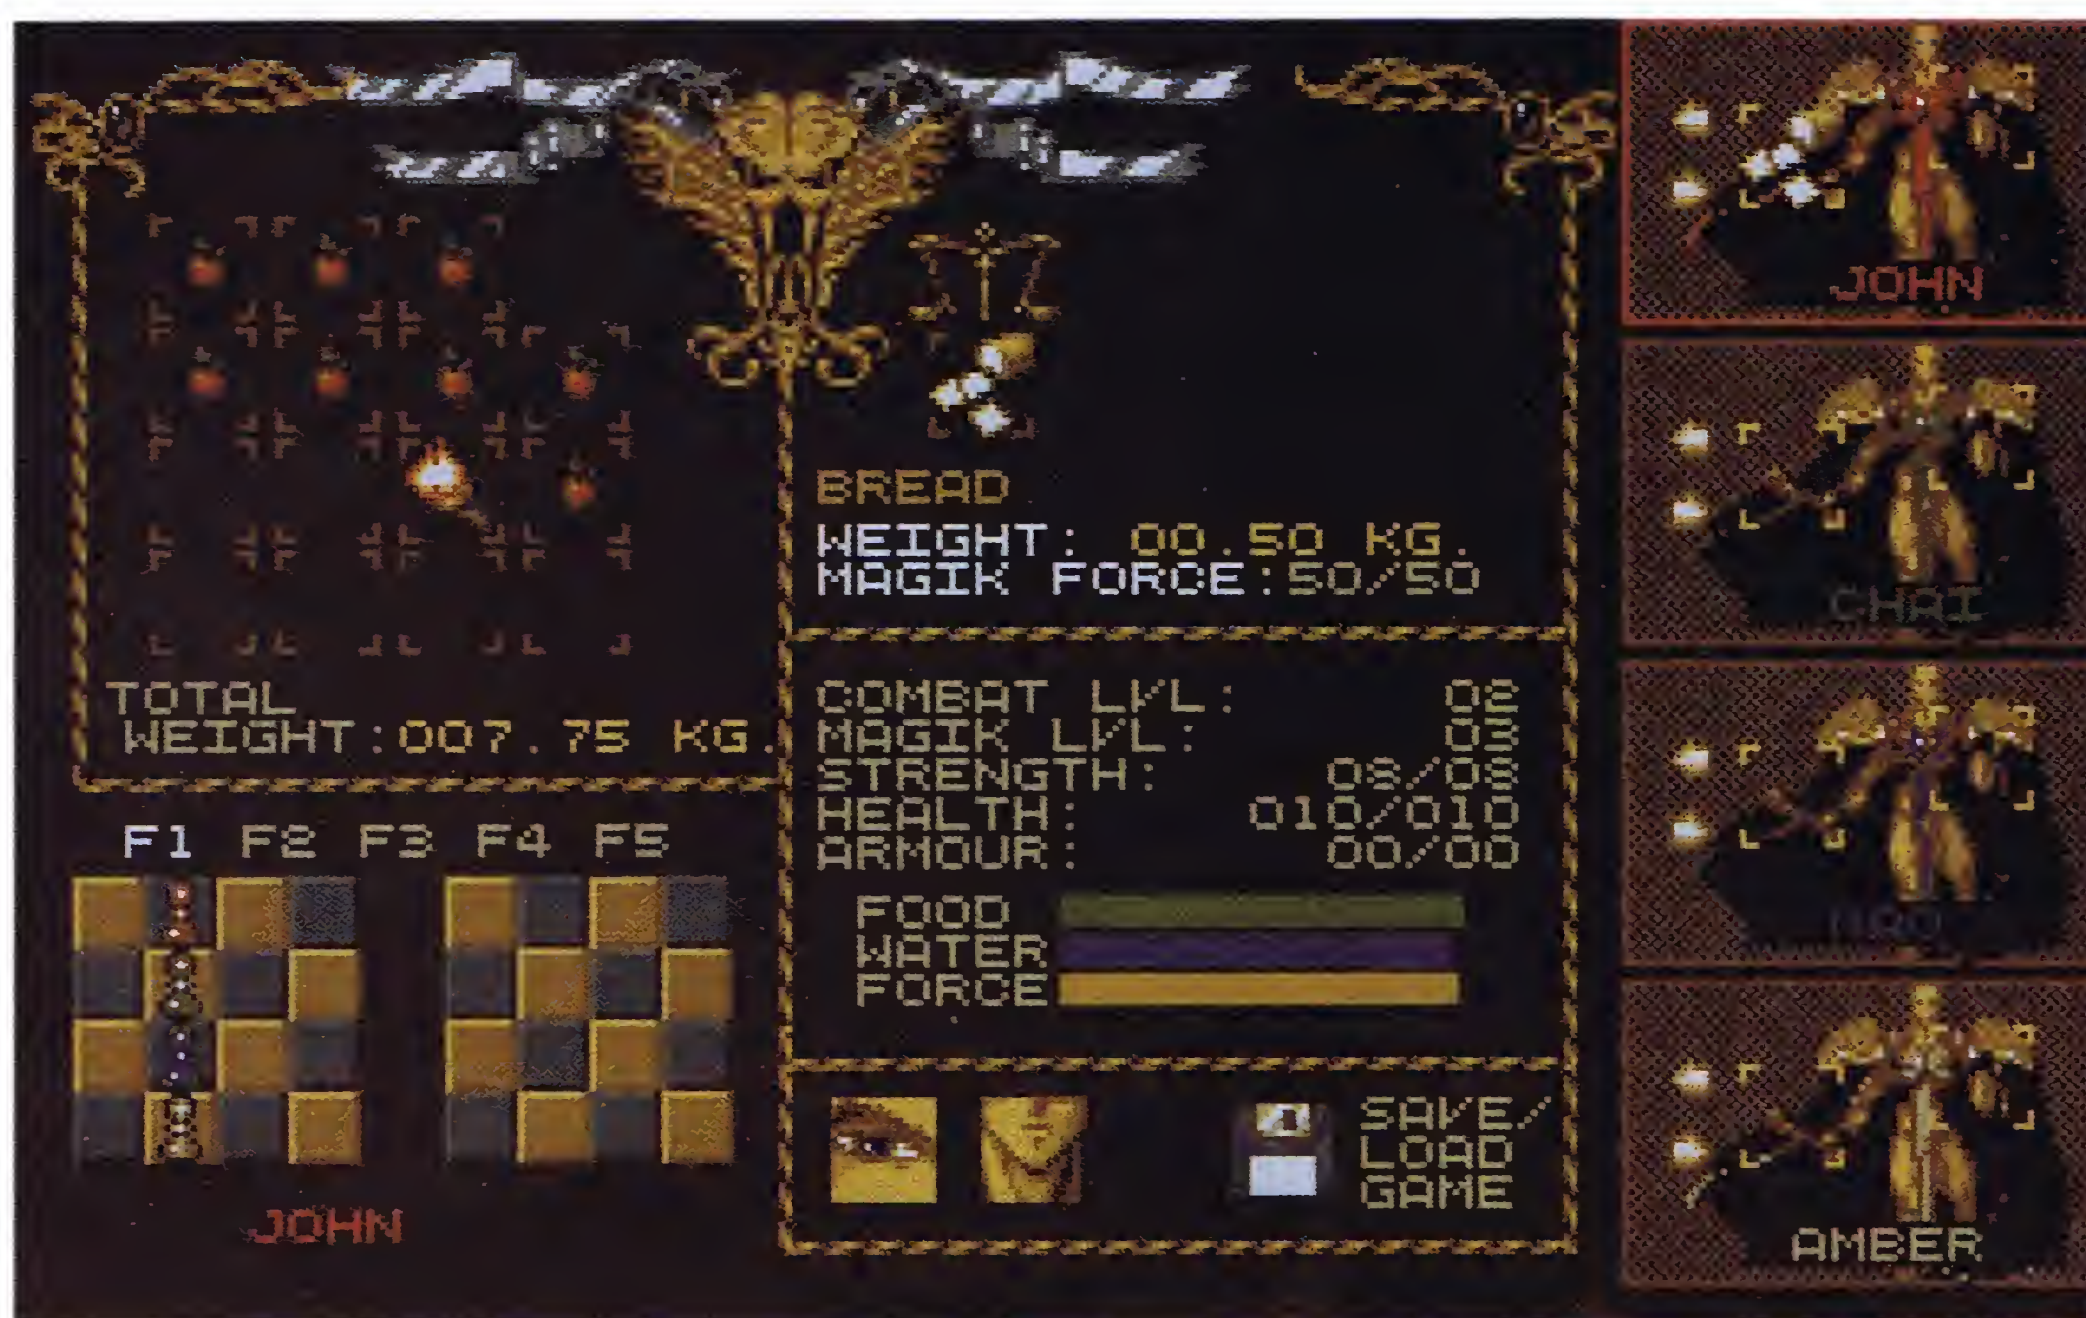 BREAD
WEIGHT: 00.50 KG.
MAGIK FORCE:50/50
TOTAL
WEIGHT:007.75 KG.
COMBAT LVL: 02
MAGIK LVL: 03
STRENGTH: 08/08
HEALTH: 010/010
ARMOUR: 00/00
FOOD
WATER
FORCE
F1 F2 F3 F4 F5
JOHN
SAVE/
LOAD
GAME
JOHN
CHAI
AMBER